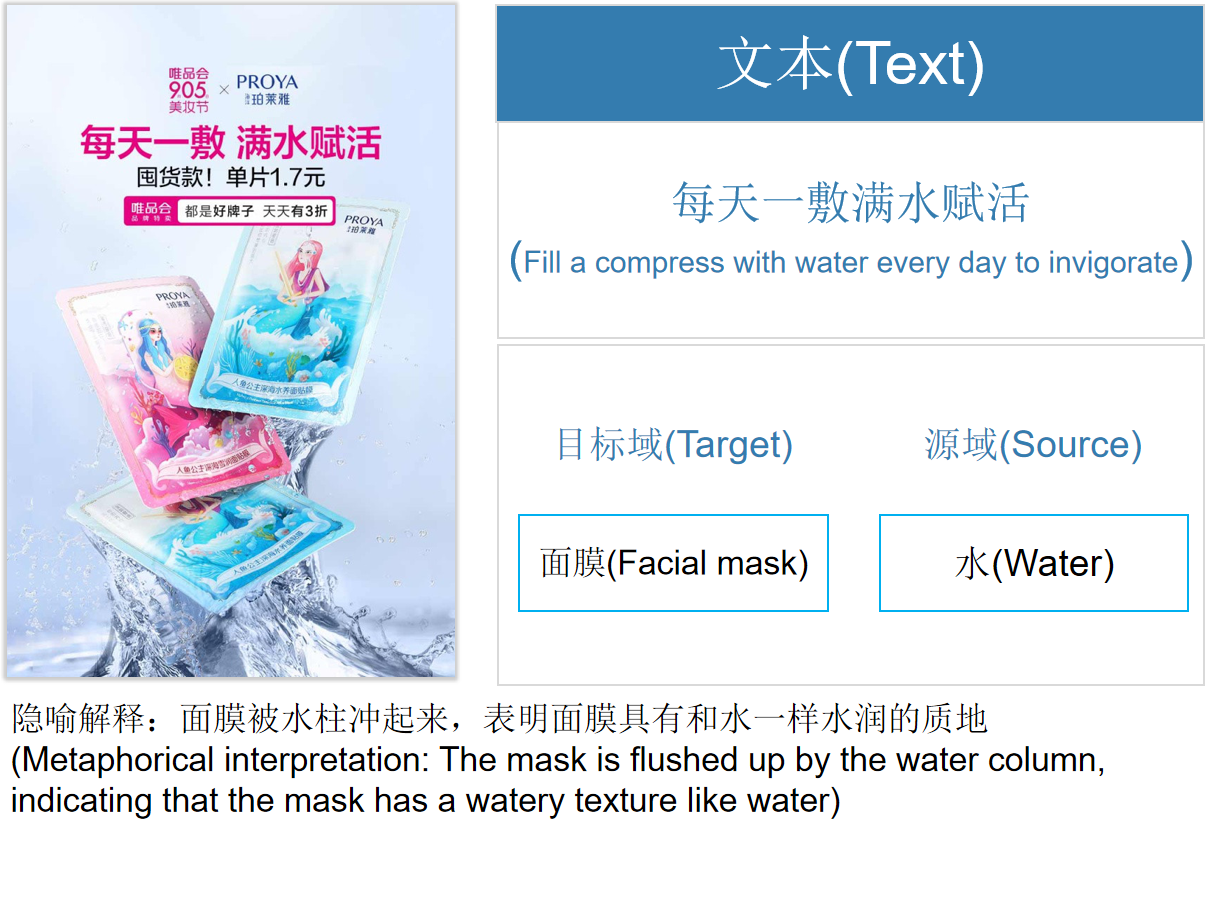 唯品会
9.05
美妆节
×
PROYA
珀莱雅
每天一敷 满水赋活
囤货款！单片1.7元
唯品会
品牌特卖
都是好牌子 天天有3折
PROYA
珀莱雅
人鱼公主深海水养面贴膜
PROYA
珀莱雅
人鱼公主深海雪润面贴膜
人鱼公主深海水养面贴膜
文本(Text)
每天一敷满水赋活
(Fill a compress with water every day to invigorate)
目标域(Target)
源域(Source)
面膜(Facial mask)
水(Water)
隐喻解释：面膜被水柱冲起来，表明面膜具有和水一样水润的质地
(Metaphorical interpretation: The mask is flushed up by the water column,
indicating that the mask has a watery texture like water)